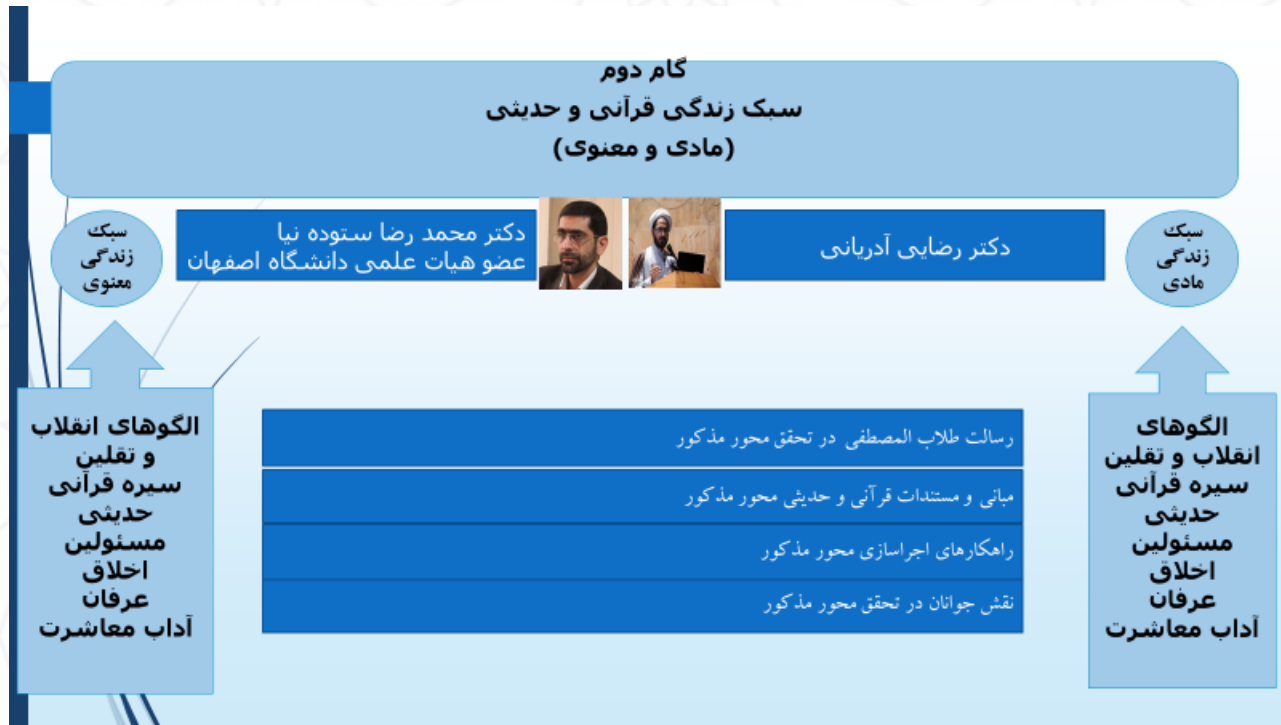 گام دوم
سبک زندگی قرآنی و حدیثی
(مادی و معنوی)
سبک
زندگی
مادی
دکتر رضایی آدریانی
دکتر محمد رضا ستوده نیا
عضو هیات علمی دانشگاه اصفهان
سبک
زندگی
معنوی
الگوهای
انقلاب و تقلین
سیره قرآنی
حدیثی
مسئولین
اخلاق
عرفان
آداب معاشرت
رسالت طلاب المصطفی در تحقق محور مذکور
مبانی و مستندات قرآنی و حدیثی محور مذکور
راهکارهای اجراسازی محور مذکور
نقش جوانان در تحقق محور مذکور
الگوهای انقلاب
و تقلین
سیره قرآنی
حدیثی
مسئولین
اخلاق
عرفان
آداب معاشرت